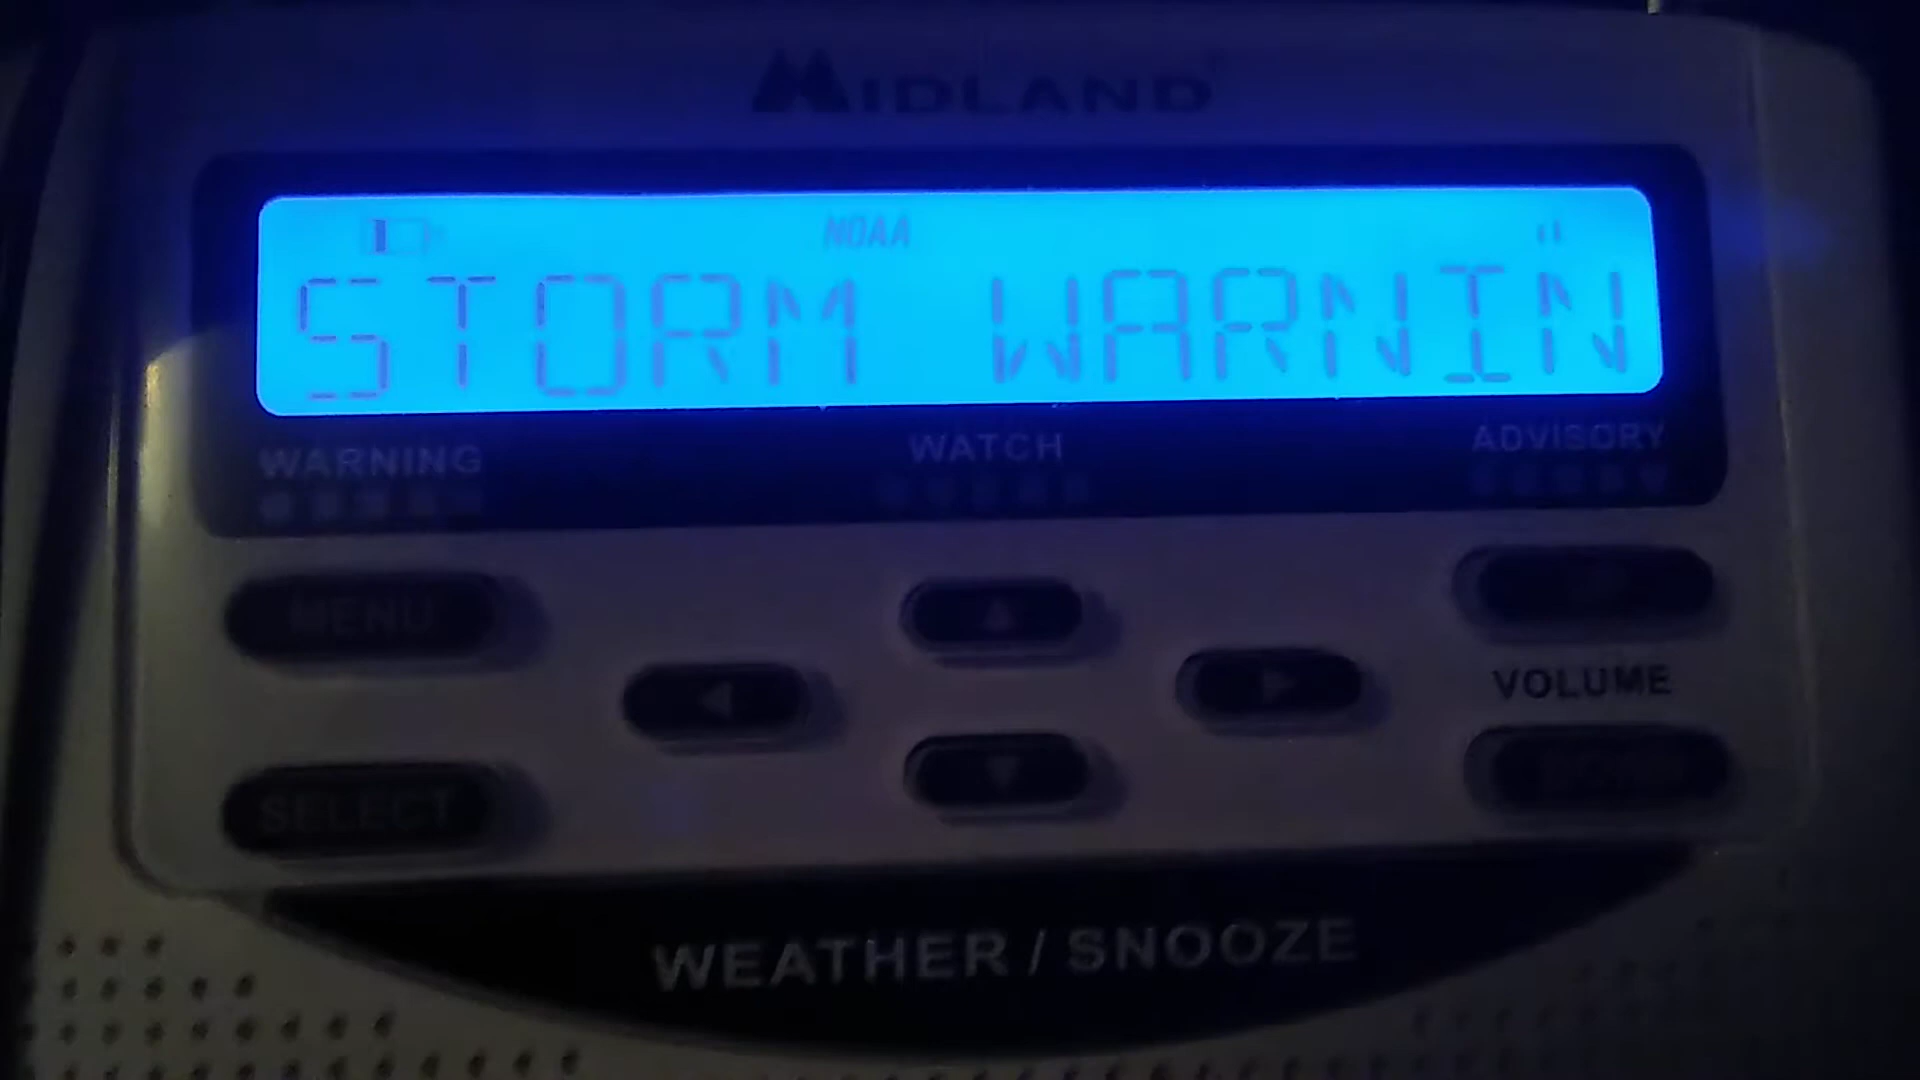 MIDLAND
NOAA
STORM WARNIN
WARNING WATCH ADVISORY
MENU
VOLUME
SELECT
WEATHER / SNOOZE